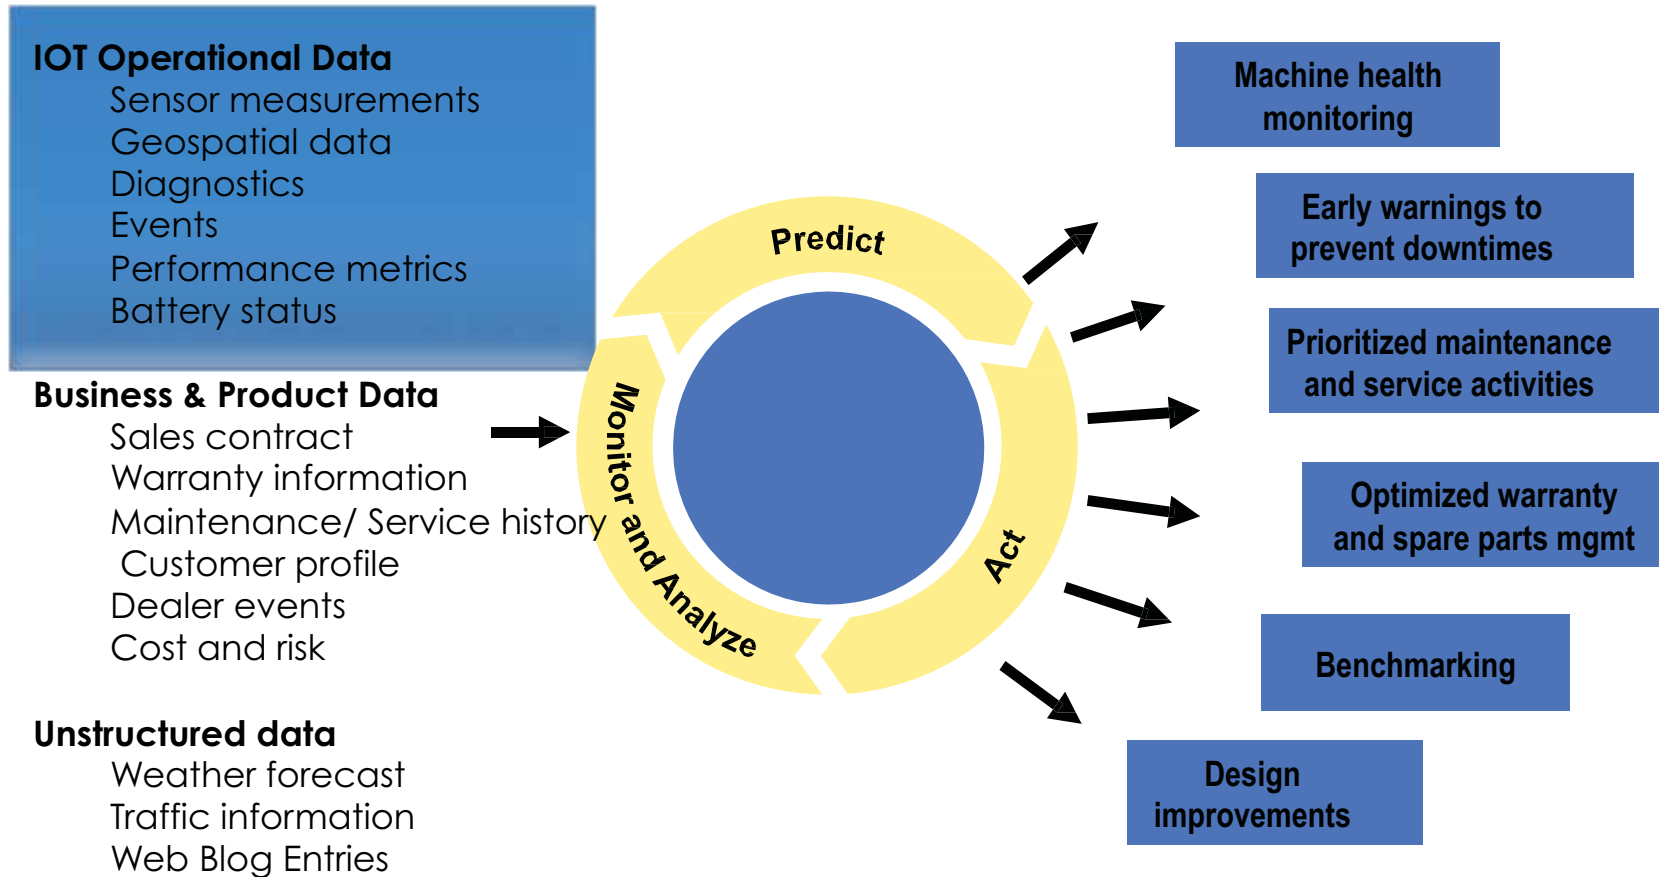 IOT Operational Data
Sensor measurements
Geospatial data
Diagnostics
Events
Performance metrics
Battery status
Business & Product Data
Sales contract
Warranty information
Maintenance/ Service history
Customer profile
Dealer events
Cost and risk
Unstructured data
Weather forecast
Traffic information
Web Blog Entries
Predict
Monitor and Analyze
Act
Machine health
monitoring
Early warnings to
prevent downtimes
Prioritized maintenance
and service activities
Optimized warranty
and spare parts mgmt
Benchmarking
Design
improvements